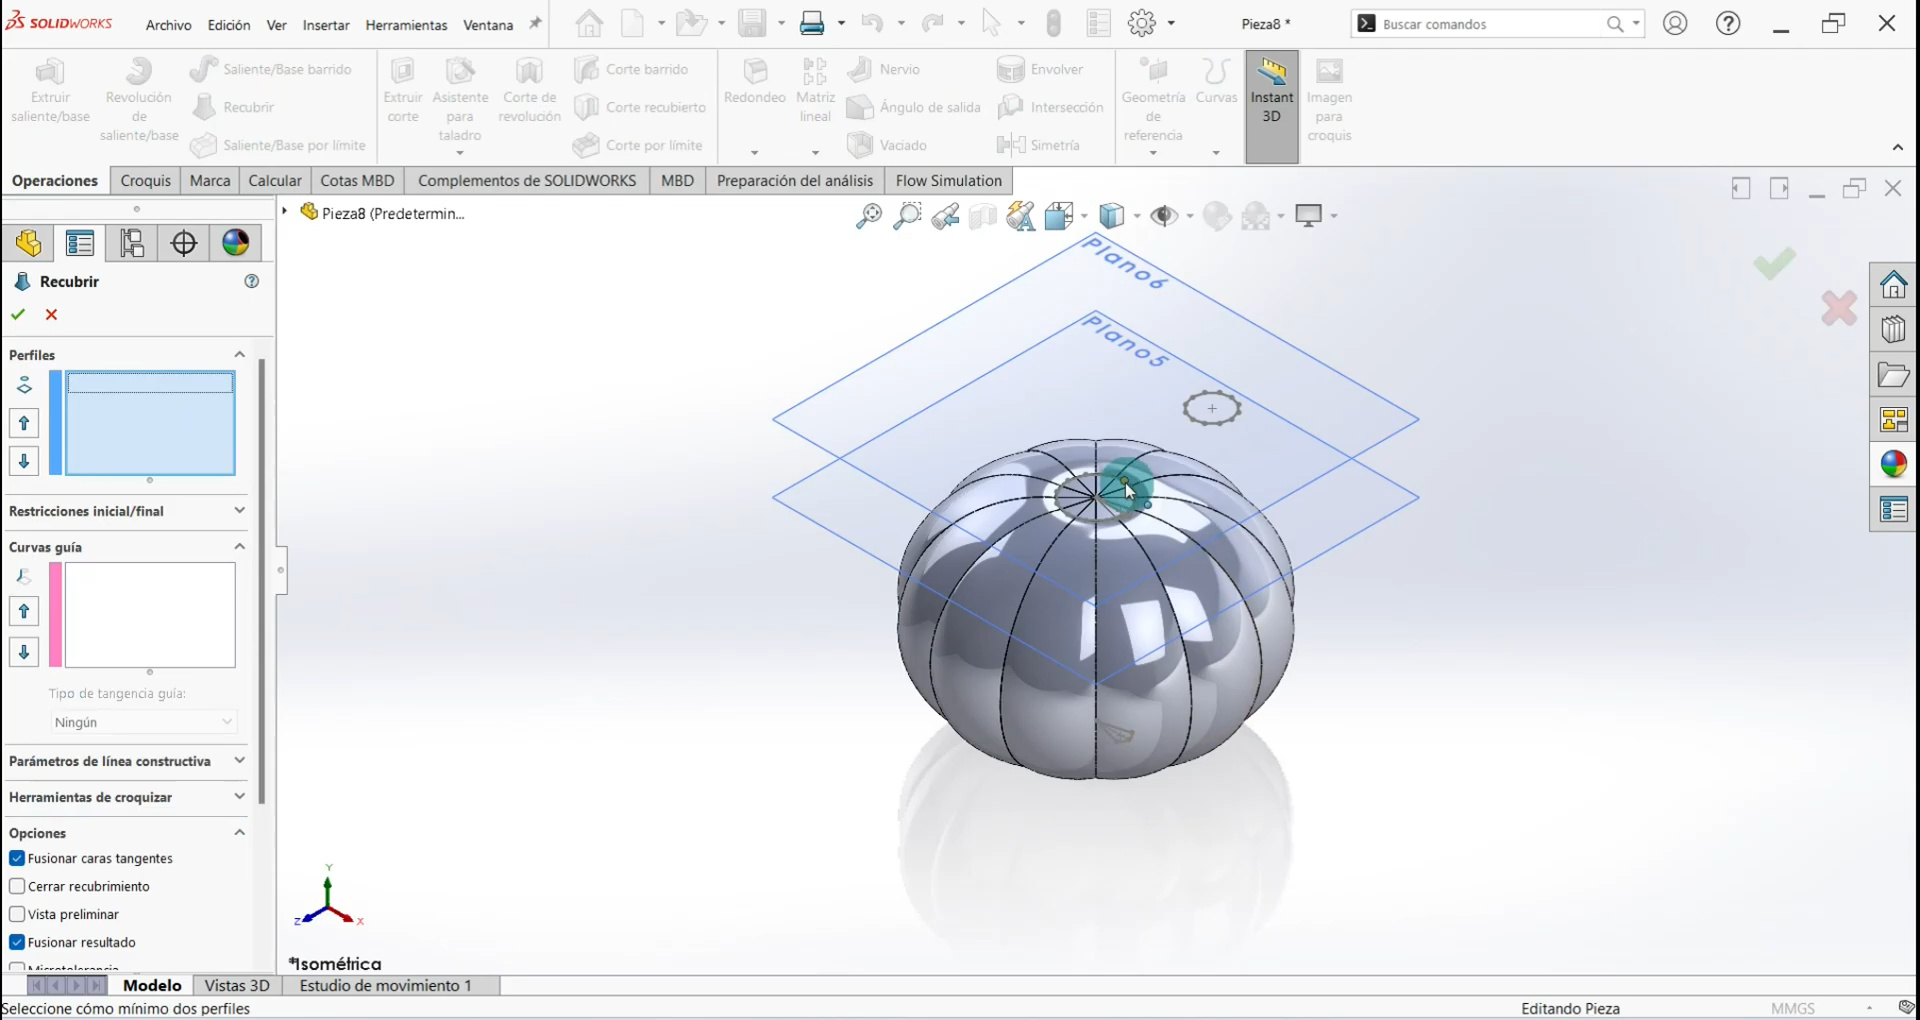 SOLIDWORKS
Archivo Edición Ver Insertar Herramientas Ventana
Pieza8 *
Buscar comandos
Extruir saliente/base
Revolución de saliente/base
Saliente/Base barrido
Recubrir
Saliente/Base por límite
Extruir corte
Asistente para taladro
Corte de revolución
Corte barrido
Corte recubierto
Corte por límite
Redondeo
Matriz lineal
Nervio
Ángulo de salida
Vaciado
Envolver
Intersección
Simetría
Geometría de referencia
Curvas
Instant 3D
Imagen para croquis
Operaciones Croquis Marca Calcular Cotas MBD Complementos de SOLIDWORKS MBD Preparación del análisis Flow Simulation
Pieza8 (Predetermin...
Recubrir
Perfiles
Restricciones inicial/final
Curvas guía
Tipo de tangencia guía:
Ningún
Parámetros de línea constructiva
Herramientas de croquizar
Opciones
Fusionar caras tangentes
Cerrar recubrimiento
Vista preliminar
Fusionar resultado
Microtolerancia
Plano6
Plano5
Y
Z
X
*Isométrica
Modelo Vistas 3D Estudio de movimiento 1
Seleccione cómo mínimo dos perfiles
Editando Pieza
MMGS